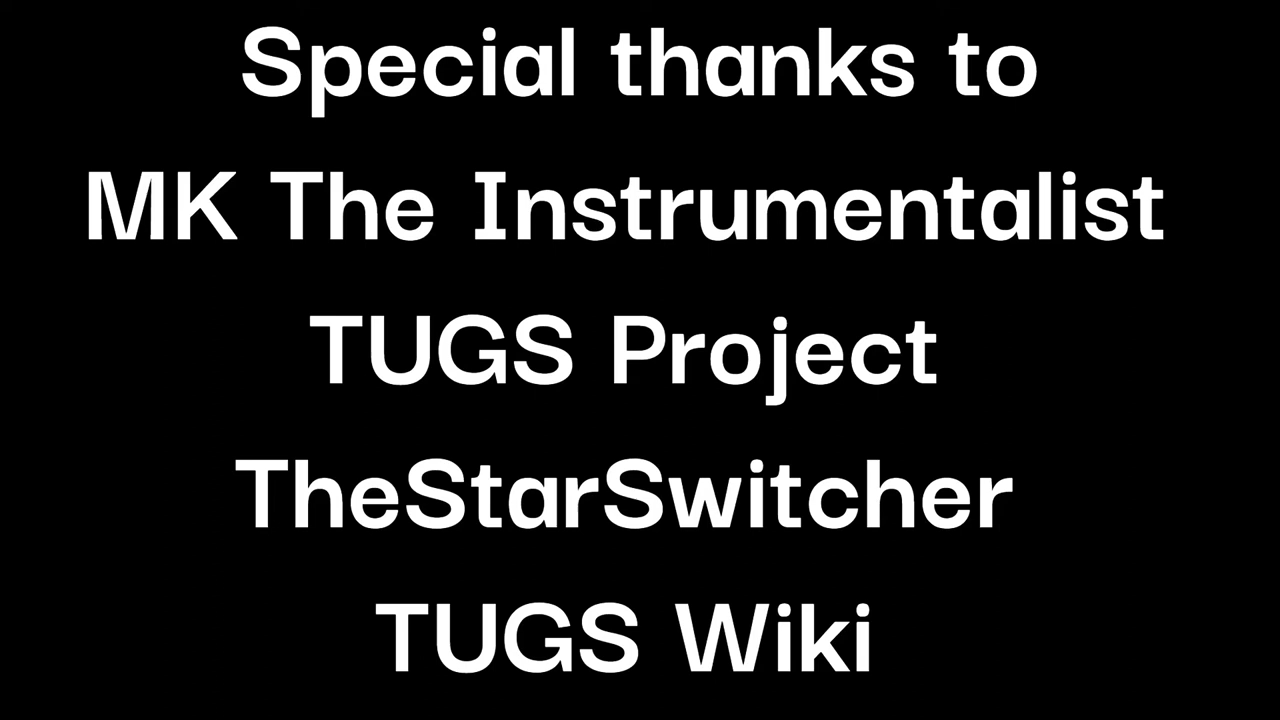 Special thanks to
MK The Instrumentalist
TUGS Project
TheStarSwitcher
TUGS Wiki